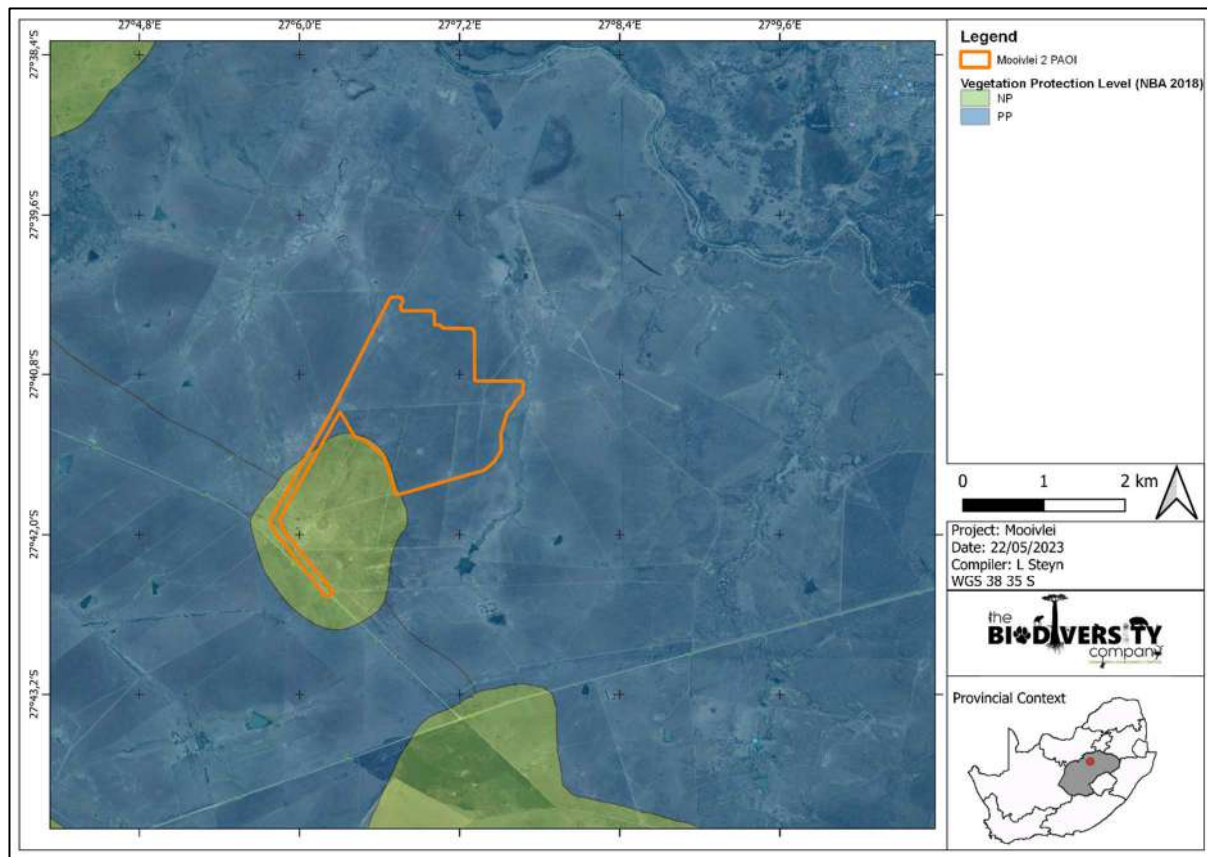 27°4,8'E 27°6,0'E 27°7,2'E 27°8,4'E 27°9,6'E
27°38,4'S
27°39,6'S
27°40,8'S
27°42,0'S
27°43,2'S
Legend
Mooivlei 2 PAOI
Vegetation Protection Level (NBA 2018)
NP
PP
0 1 2 km
Project: Mooivlei
Date: 22/05/2023
Compiler: L Steyn
WGS 38 35 S
the
BIODIVERSITY
company
Provincial Context